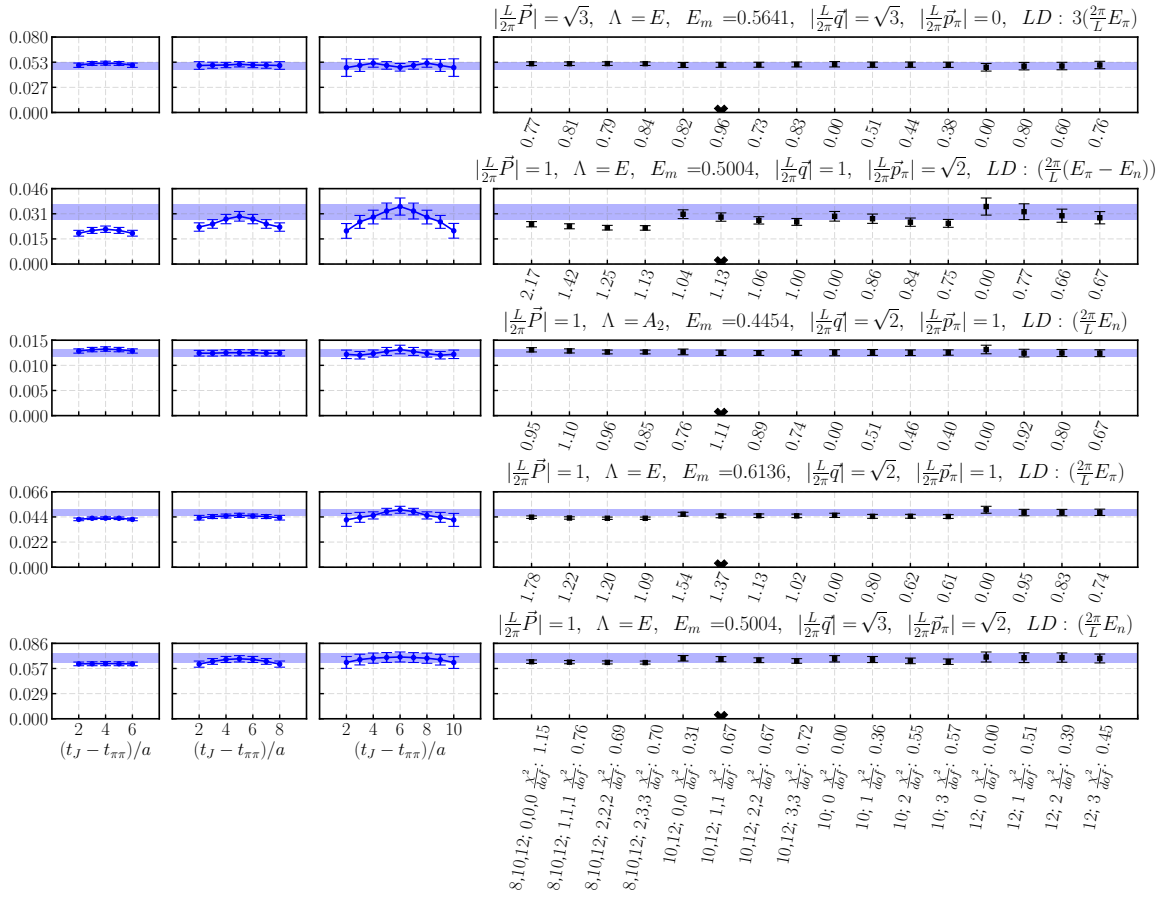 |L/2π P⃗| = √3, Λ = E, E_m = 0.5641, |L/2π q⃗| = √3, |L/2π p⃗_π| = 0, LD : 3(2π/L E_π)
0.080
0.053
0.027
0.000
0.77 0.81 0.79 0.84 0.82 0.96 0.73 0.83 0.00 0.51 0.44 0.38 0.00 0.80 0.60 0.76
|L/2π P⃗| = 1, Λ = E, E_m = 0.5004, |L/2π q⃗| = 1, |L/2π p⃗_π| = √2, LD : (2π/L (E_π − E_n))
0.046
0.031
0.015
0.000
2.17 1.42 1.25 1.13 1.04 1.13 1.06 1.00 0.00 0.86 0.84 0.75 0.00 0.77 0.66 0.67
|L/2π P⃗| = 1, Λ = A_2, E_m = 0.4454, |L/2π q⃗| = √2, |L/2π p⃗_π| = 1, LD : (2π/L E_n)
0.015
0.010
0.005
0.000
0.95 1.10 0.96 0.85 0.76 1.11 0.89 0.74 0.00 0.51 0.46 0.40 0.00 0.92 0.80 0.67
|L/2π P⃗| = 1, Λ = E, E_m = 0.6136, |L/2π q⃗| = √2, |L/2π p⃗_π| = 1, LD : (2π/L E_π)
0.066
0.044
0.022
0.000
1.78 1.22 1.20 1.09 1.54 1.37 1.13 1.02 0.00 0.80 0.62 0.61 0.00 0.95 0.83 0.74
|L/2π P⃗| = 1, Λ = E, E_m = 0.5004, |L/2π q⃗| = √3, |L/2π p⃗_π| = √2, LD : (2π/L E_n)
0.086
0.057
0.029
0.000
2 4 6
2 4 6 8
2 4 6 8 10
(t_J − t_ππ)/a
(t_J − t_ππ)/a
(t_J − t_ππ)/a
8,10,12; 0,0,0 χ²/dof: 1.15
8,10,12; 1,1,1 χ²/dof: 0.76
8,10,12; 2,2,2 χ²/dof: 0.69
8,10,12; 2,3,3 χ²/dof: 0.70
10,12; 0,0 χ²/dof: 0.31
10,12; 1,1 χ²/dof: 0.67
10,12; 2,2 χ²/dof: 0.67
10,12; 3,3 χ²/dof: 0.72
10; 0 χ²/dof: 0.00
10; 1 χ²/dof: 0.36
10; 2 χ²/dof: 0.55
10; 3 χ²/dof: 0.57
12; 0 χ²/dof: 0.00
12; 1 χ²/dof: 0.51
12; 2 χ²/dof: 0.39
12; 3 χ²/dof: 0.45